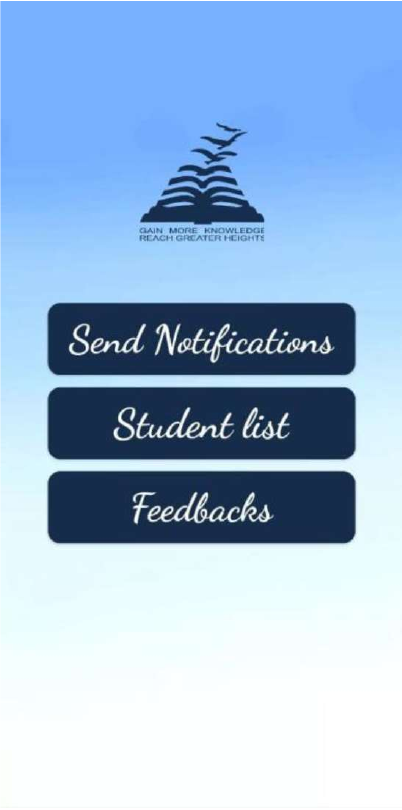 GAIN MORE KNOWLEDGE
REACH GREATER HEIGHTS
Send Notifications
Student list
Feedbacks